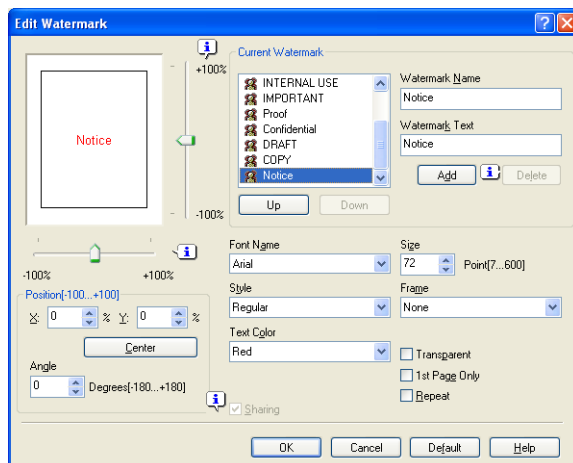 Edit Watermark
Notice
+100%
-100%
-100% +100%
Position[-100...+100]
X: 0 % Y: 0 %
Center
Angle
0 Degrees[-180...+180]
Current Watermark
INTERNAL USE
IMPORTANT
Proof
Confidential
DRAFT
COPY
Notice
Up Down
Watermark Name
Notice
Watermark Text
Notice
Add Delete
Font Name
Arial
Size
72 Point[7...600]
Style
Regular
Frame
None
Text Color
Red
Transparent
1st Page Only
Repeat
Sharing
OK Cancel Default Help